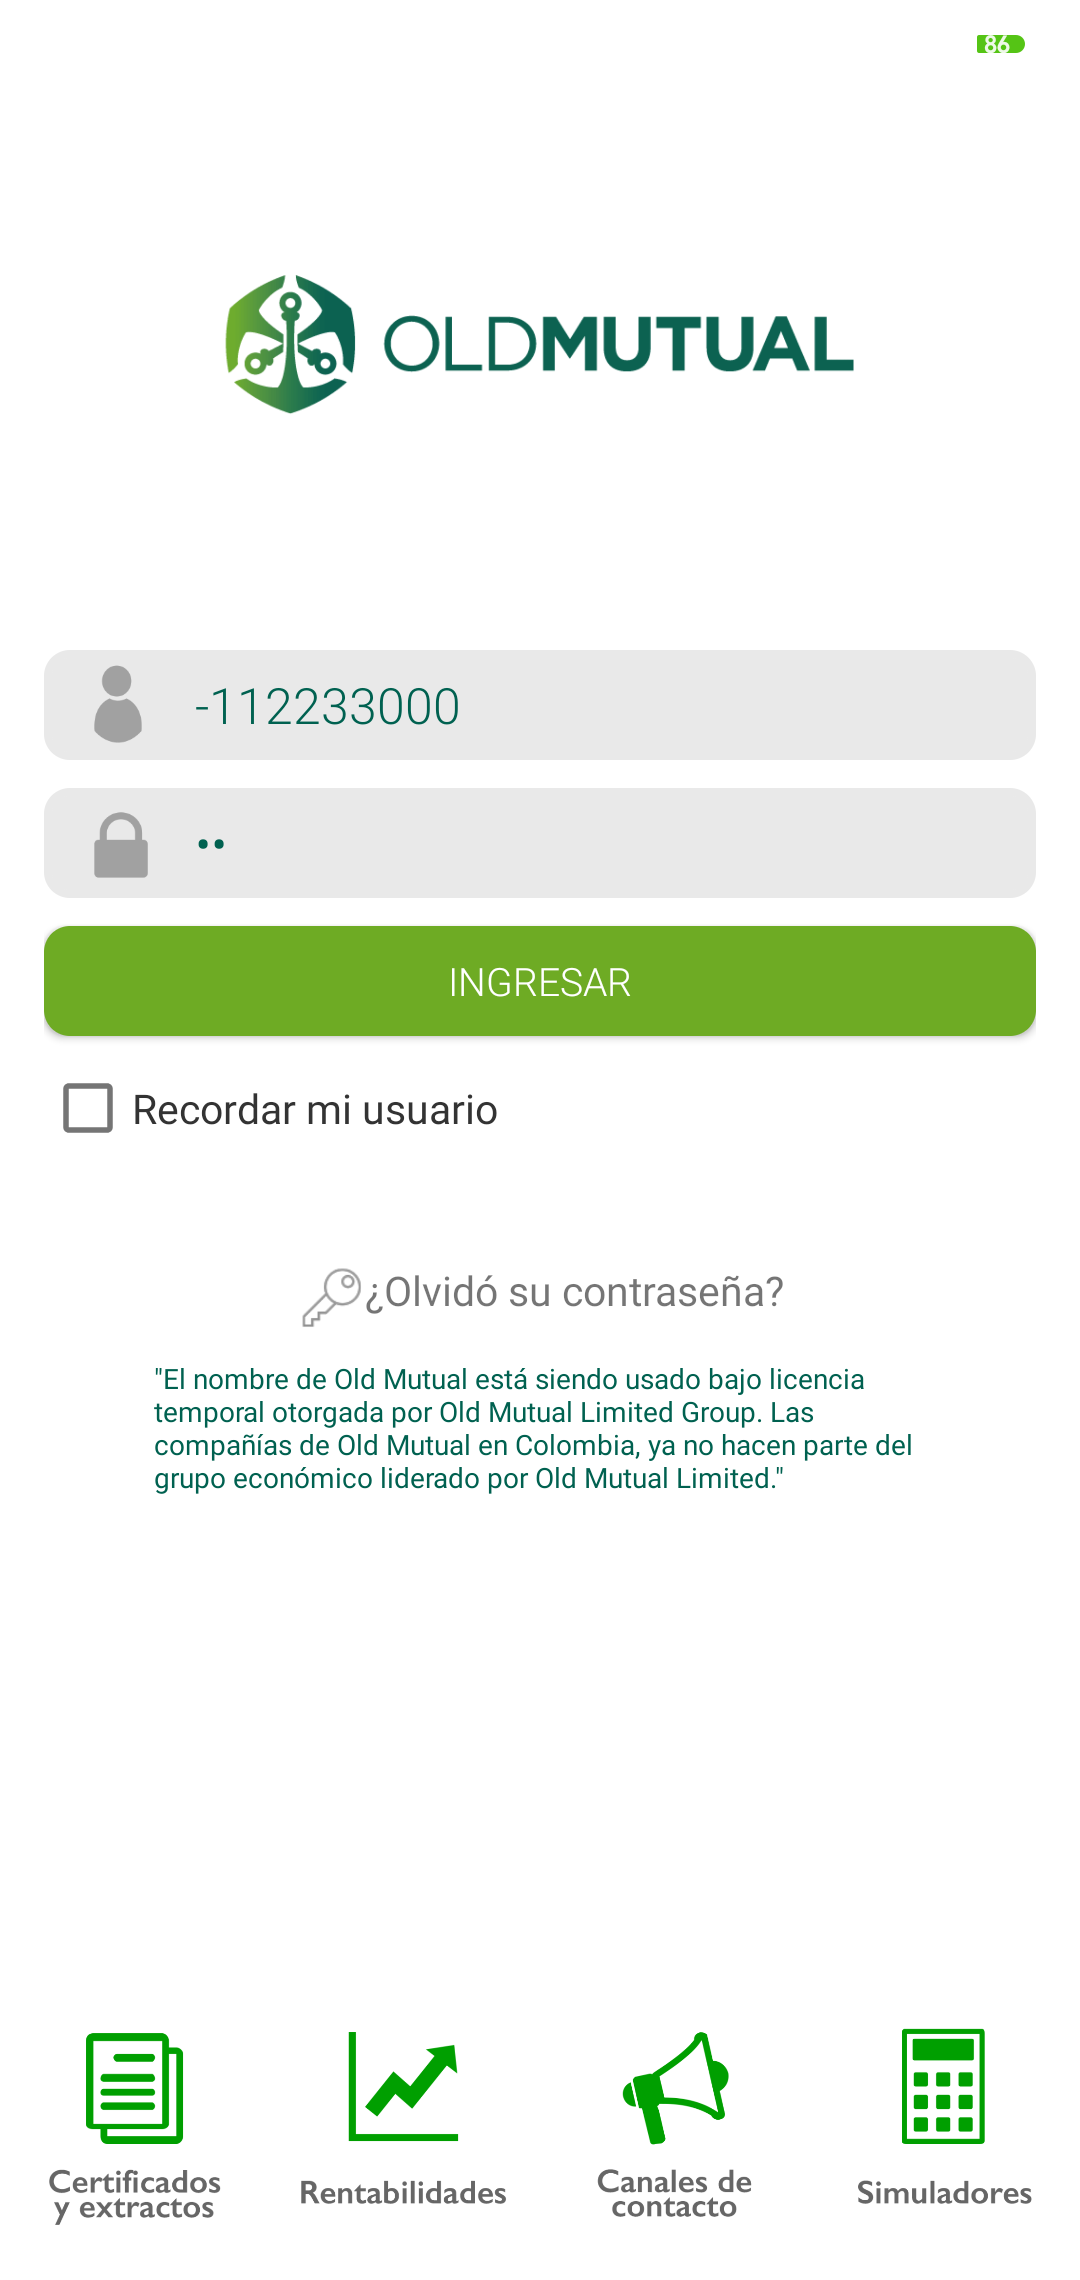 86
OLDMUTUAL
-112233000
••
INGRESAR
Recordar mi usuario
¿Olvidó su contraseña?
"El nombre de Old Mutual está siendo usado bajo licencia
temporal otorgada por Old Mutual Limited Group. Las
compañías de Old Mutual en Colombia, ya no hacen parte del
grupo económico liderado por Old Mutual Limited."
Certificados
y extractos
Rentabilidades
Canales de
contacto
Simuladores